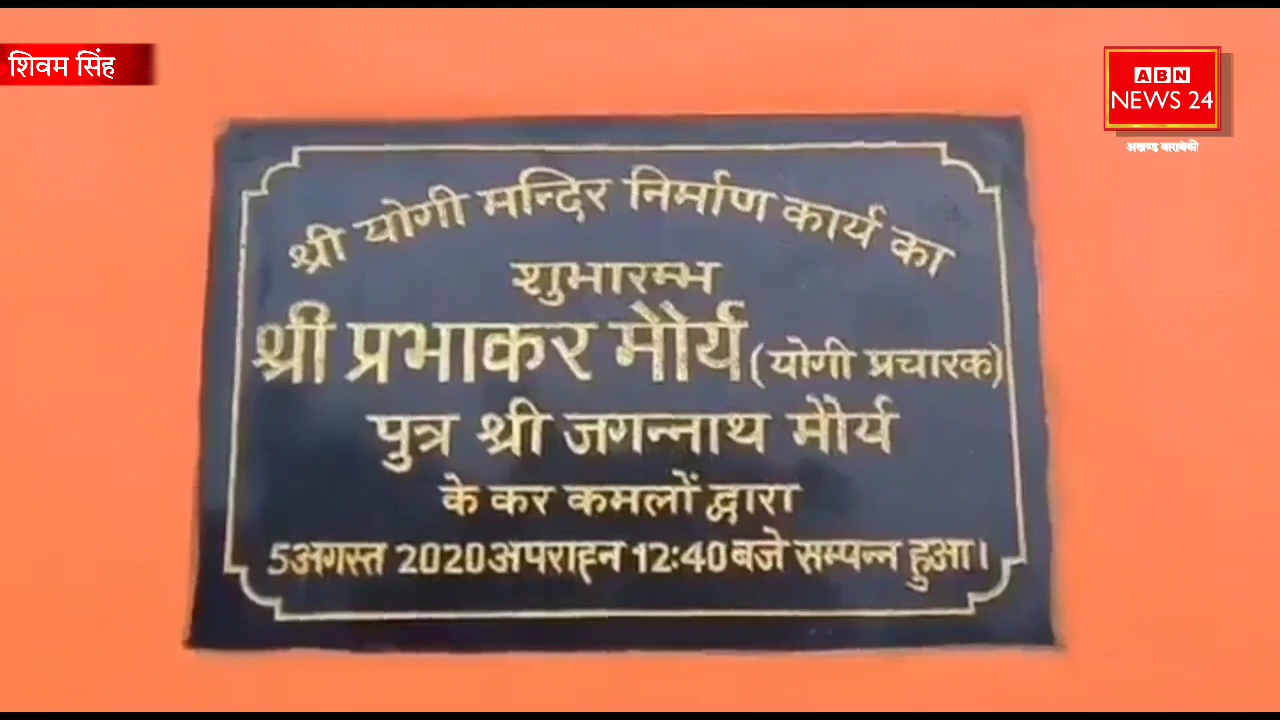 शिवम सिंह
ABN
NEWS 24
अखण्ड बाराबंकी
श्री योगी मन्दिर निर्माण कार्य का
शुभारम्भ
श्री प्रभाकर मौर्य (योगी प्रचारक)
पुत्र श्री जगन्नाथ मौर्य
के कर कमलों द्वारा
5 अगस्त 2020 अपराह्न 12:40 बजे सम्पन्न हुआ।